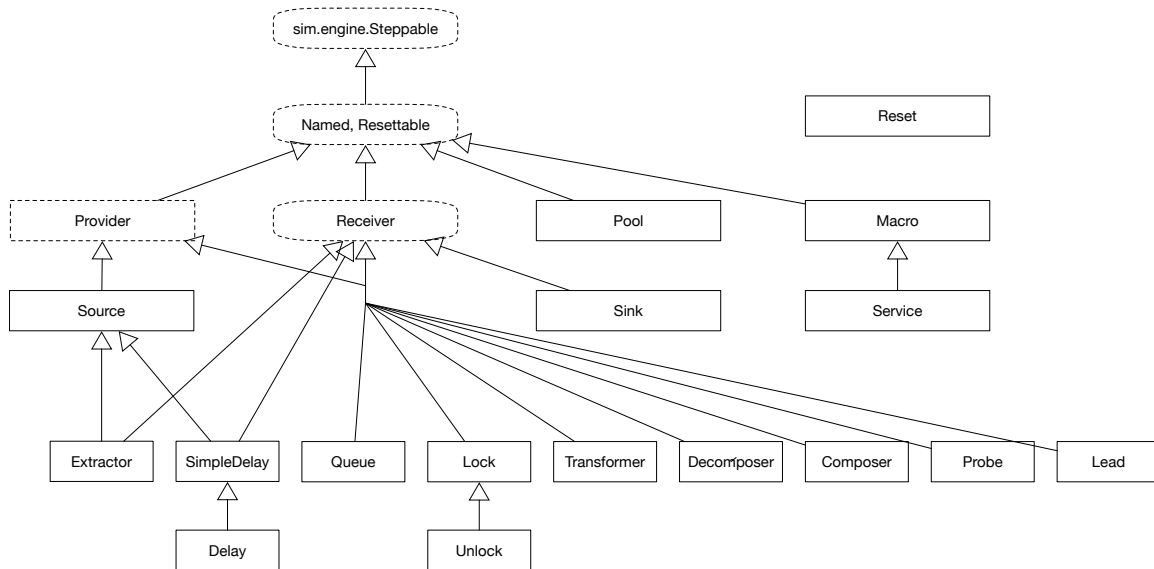 sim.engine.Steppable
Named, Resettable
Reset
Provider
Receiver
Pool
Macro
Source
Sink
Service
Extractor
SimpleDelay
Queue
Lock
Transformer
Decomposer
Composer
Probe
Lead
Delay
Unlock